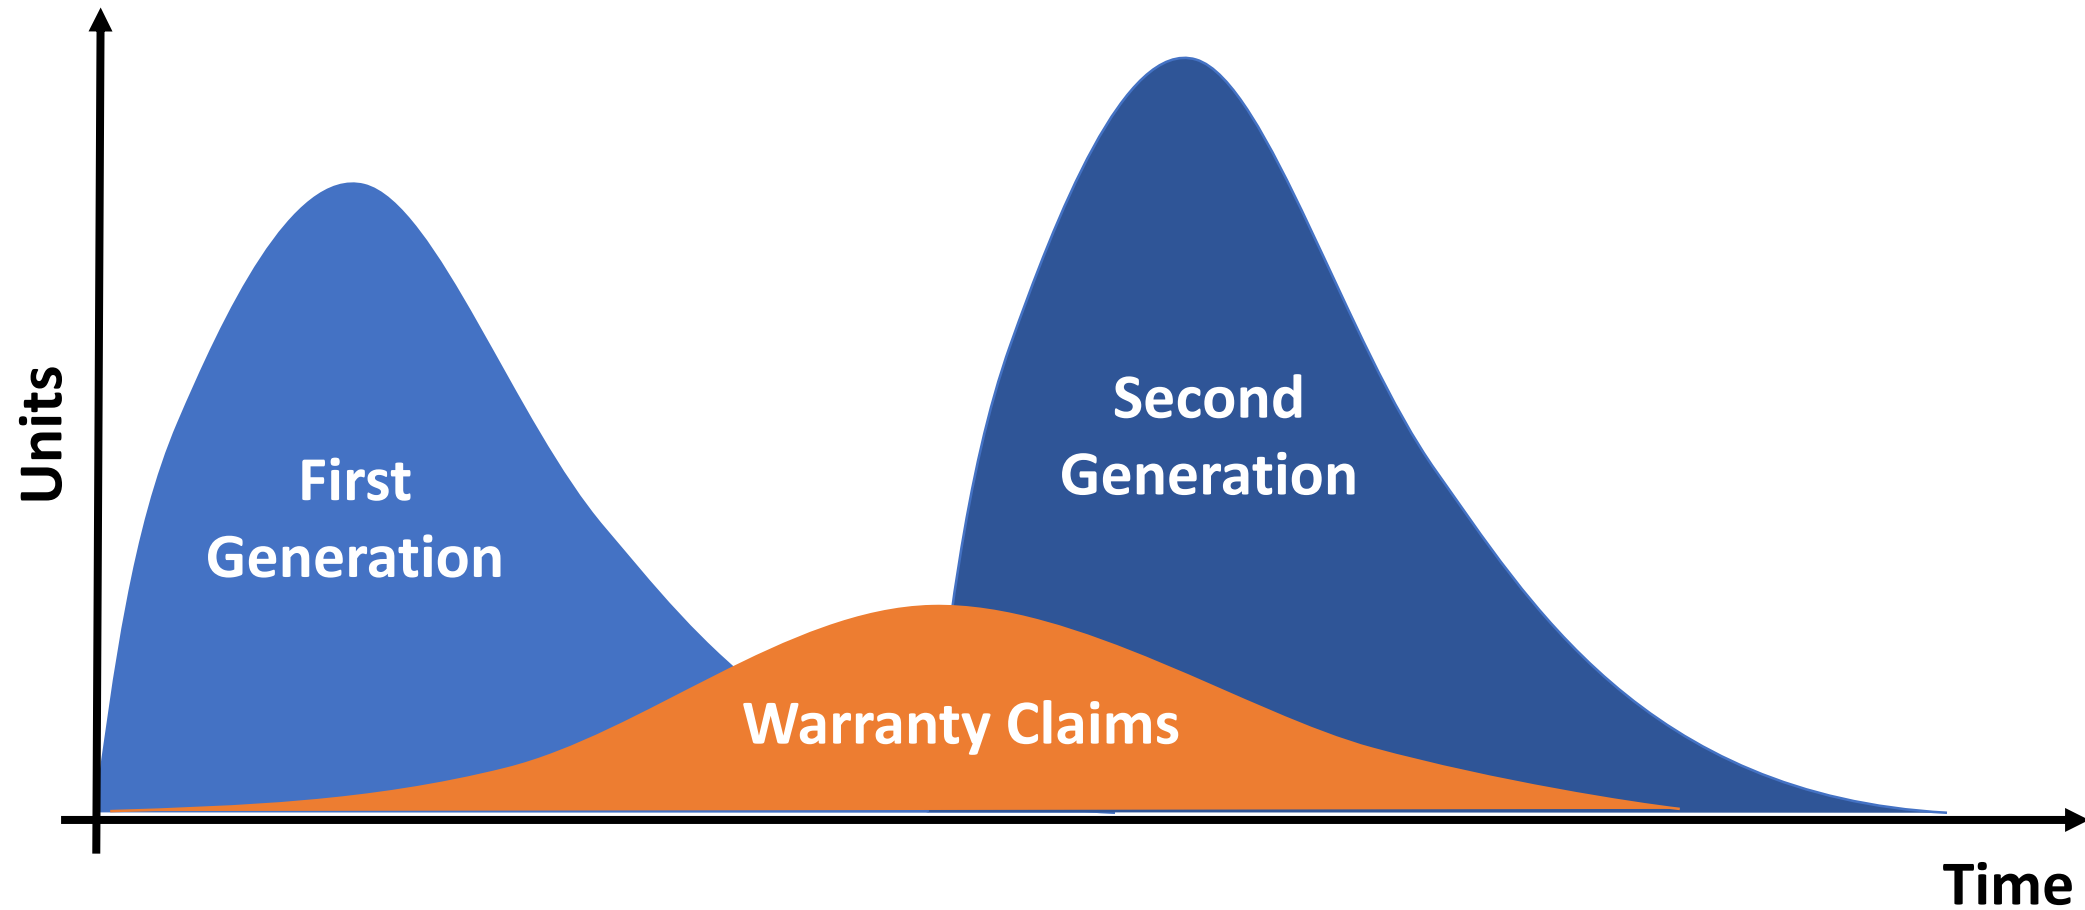 Units
First
Generation
Second
Generation
Warranty Claims
Time